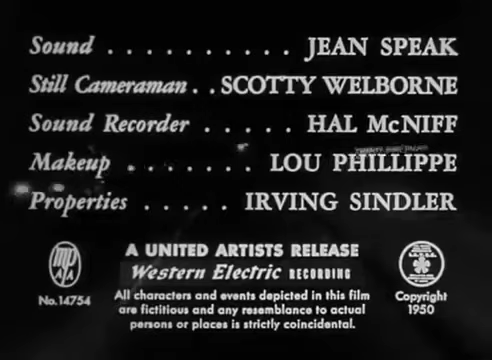 Sound . . . . . . . . . . JEAN SPEAK
Still Cameraman . . SCOTTY WELBORNE
Sound Recorder . . . . . HAL McNIFF
Makeup . . . . . . . LOU PHILLIPPE
Properties . . . . . IRVING SINDLER
A UNITED ARTISTS RELEASE
Western Electric RECORDING
No. 14754
All characters and events depicted in this film
are fictitious and any resemblance to actual
persons or places is strictly coincidental.
Copyright
1950